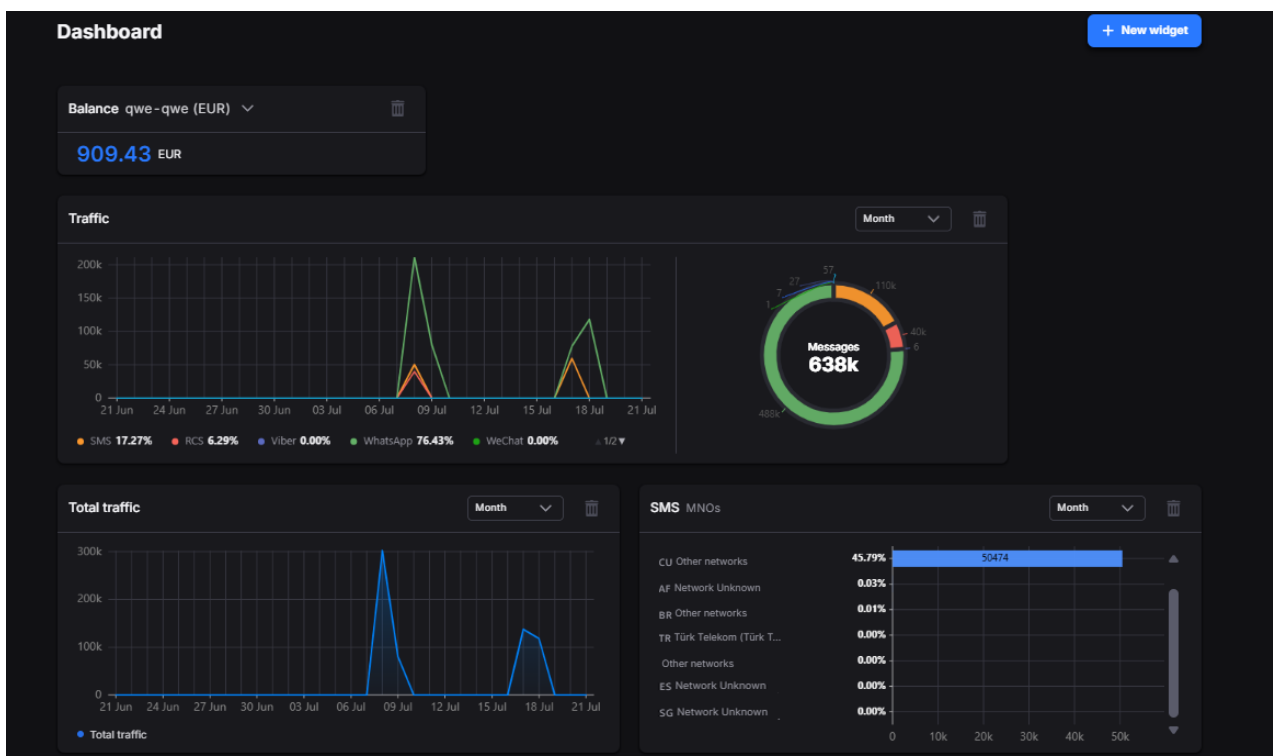 Dashboard
+ New widget
Balance qwe-qwe (EUR)
909.43 EUR
Traffic
Month
200k
150k
100k
50k
0
21 Jun 24 Jun 27 Jun 30 Jun 03 Jul 06 Jul 09 Jul 12 Jul 15 Jul 18 Jul 21 Jul
SMS 17.27% RCS 6.29% Viber 0.00% WhatsApp 76.43% WeChat 0.00% 1/2
57
27
7
1
110k
40k
6
488k
Messages
638k
Total traffic
Month
300k
200k
100k
0
21 Jun 24 Jun 27 Jun 30 Jun 03 Jul 06 Jul 09 Jul 12 Jul 15 Jul 18 Jul 21 Jul
Total traffic
SMS MNOs
Month
CU Other networks 45.79% 50474
AF Network Unknown 0.03%
BR Other networks 0.01%
TR Türk Telekom (Türk T... 0.00%
Other networks 0.00%
ES Network Unknown 0.00%
SG Network Unknown 0.00%
0 10k 20k 30k 40k 50k